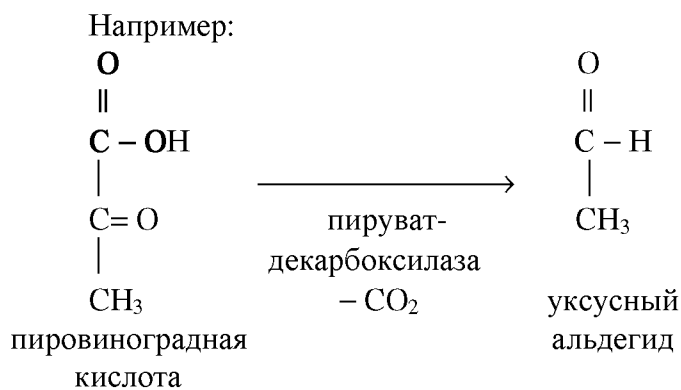 Например:
O O
|| ||
C – OH C – H
| |
C= O CH₃
|
CH₃
пируват-
декарбоксилаза
– CO₂
пировиноградная
кислота
уксусный
альдегид